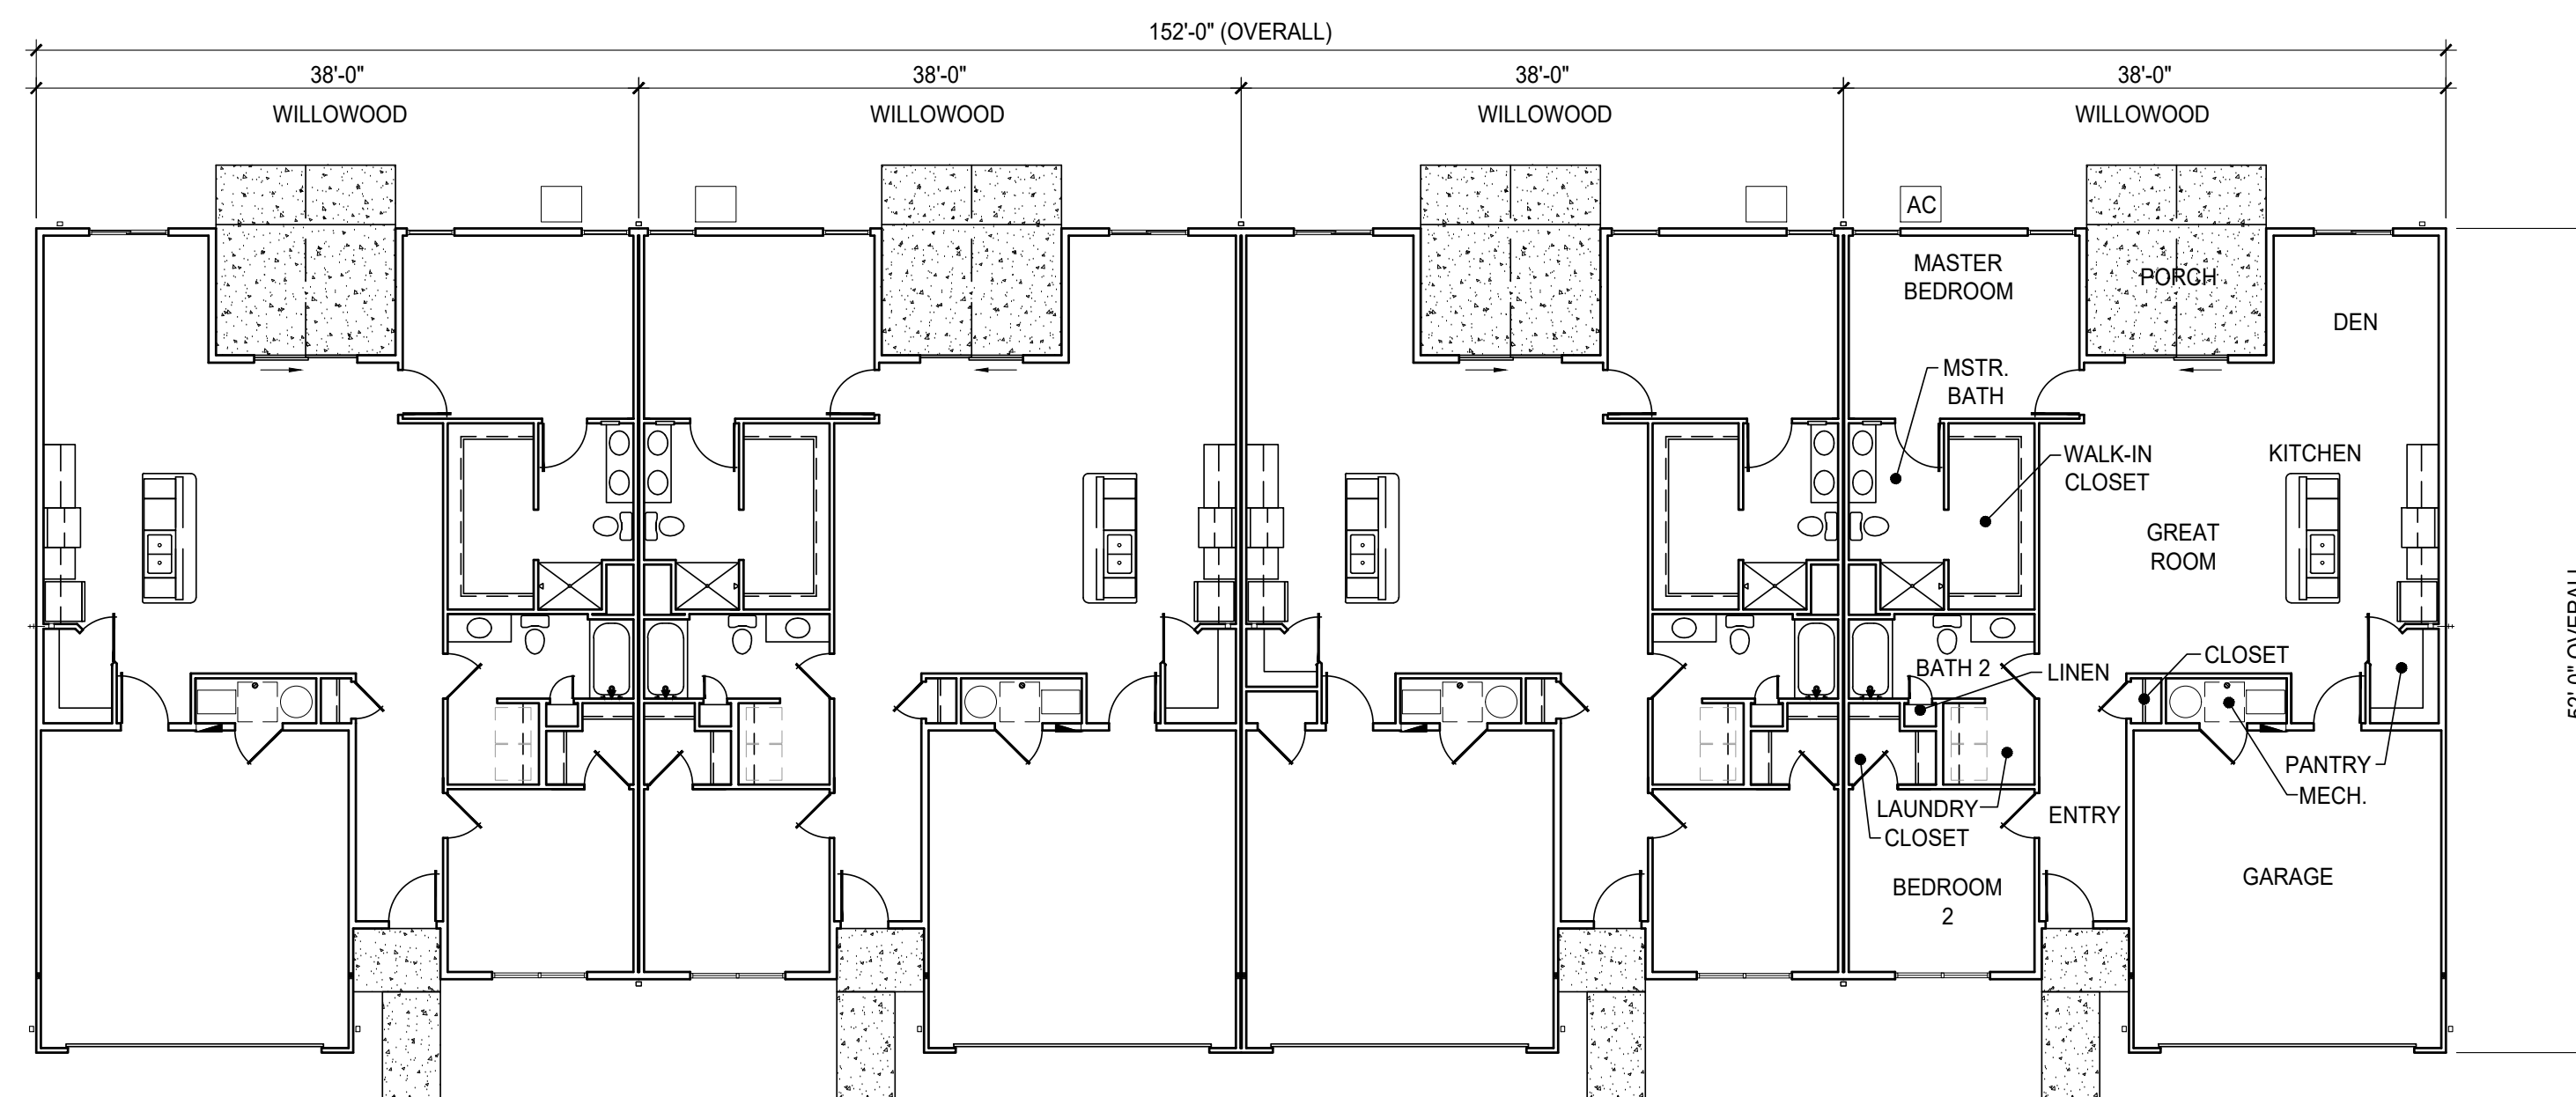 152'-0" (OVERALL)
38'-0"
38'-0"
38'-0"
38'-0"
WILLOWOOD
WILLOWOOD
WILLOWOOD
WILLOWOOD
AC
MASTER
BEDROOM
PORCH
DEN
MSTR.
BATH
WALK-IN
CLOSET
KITCHEN
GREAT
ROOM
52'-0" OVERALL
CLOSET
BATH 2
LINEN
PANTRY
MECH.
LAUNDRY
CLOSET
ENTRY
GARAGE
BEDROOM
2